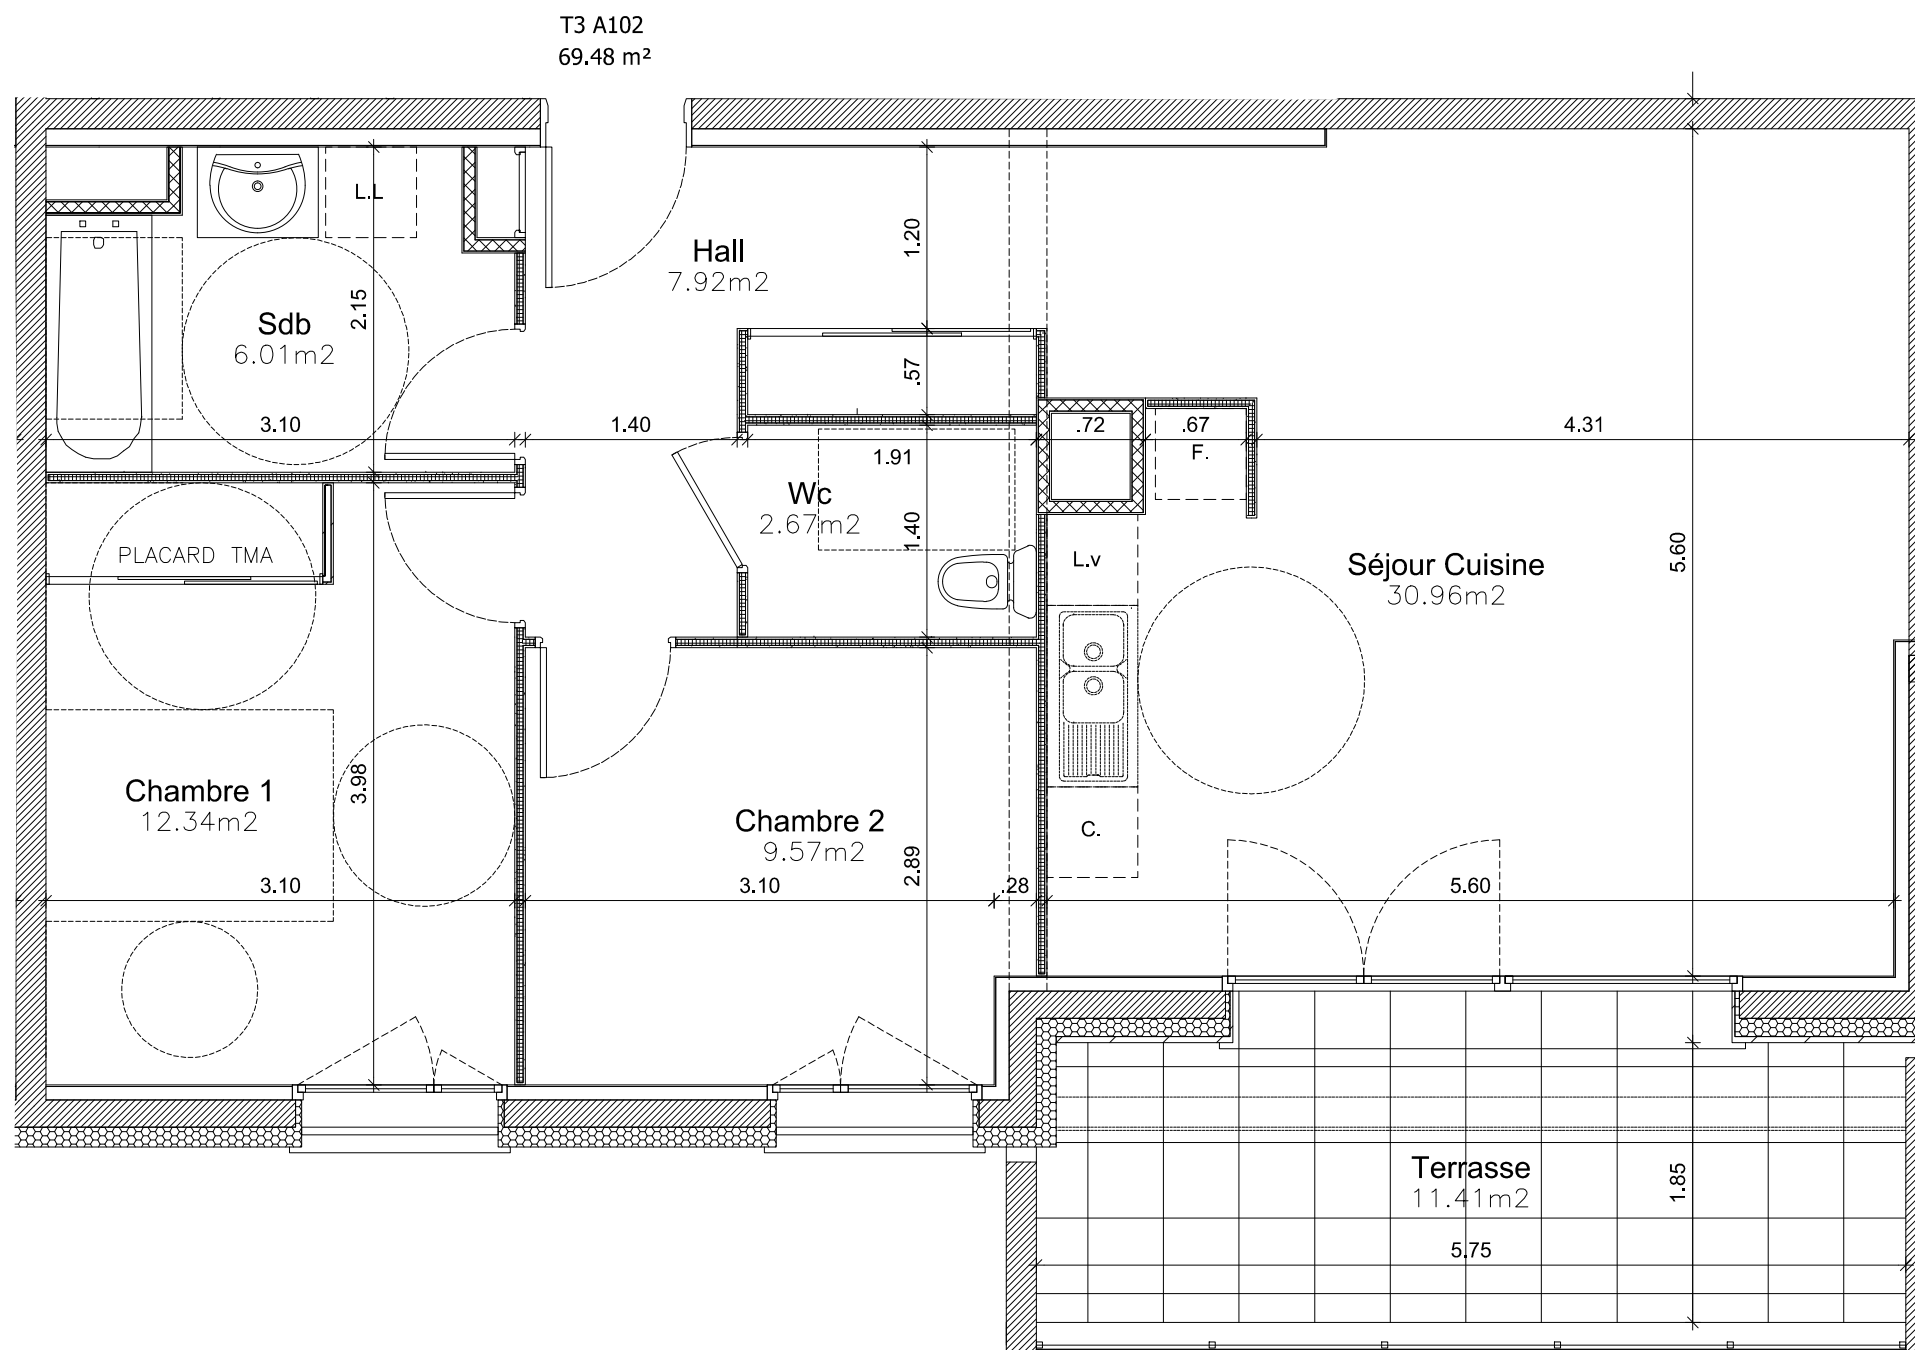 T3 A102
69.48 m²
L.L
1.20
Hall
7.92m2
2.15
Sdb
6.01m2
.57
3.10
1.40
.72
.67
4.31
F.
1.91
Wc
2.67m2
1.40
5.60
PLACARD TMA
L.v
Séjour Cuisine
30.96m2
Chambre 1
12.34m2
3.98
Chambre 2
9.57m2
C.
2.89
3.10
3.10
.28
5.60
Terrasse
11.41m2
1.85
5.75